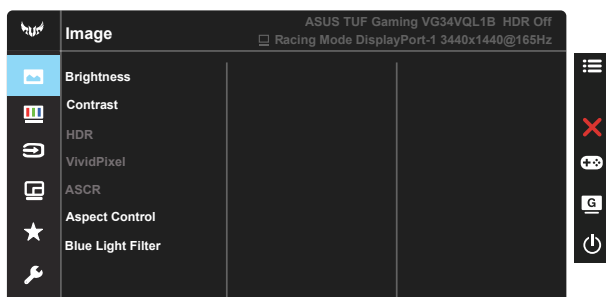 Image
ASUS TUF Gaming VG34VQL1B HDR Off
Racing Mode DisplayPort-1 3440x1440@165Hz
Brightness
Contrast
HDR
VividPixel
ASCR
Aspect Control
Blue Light Filter
G